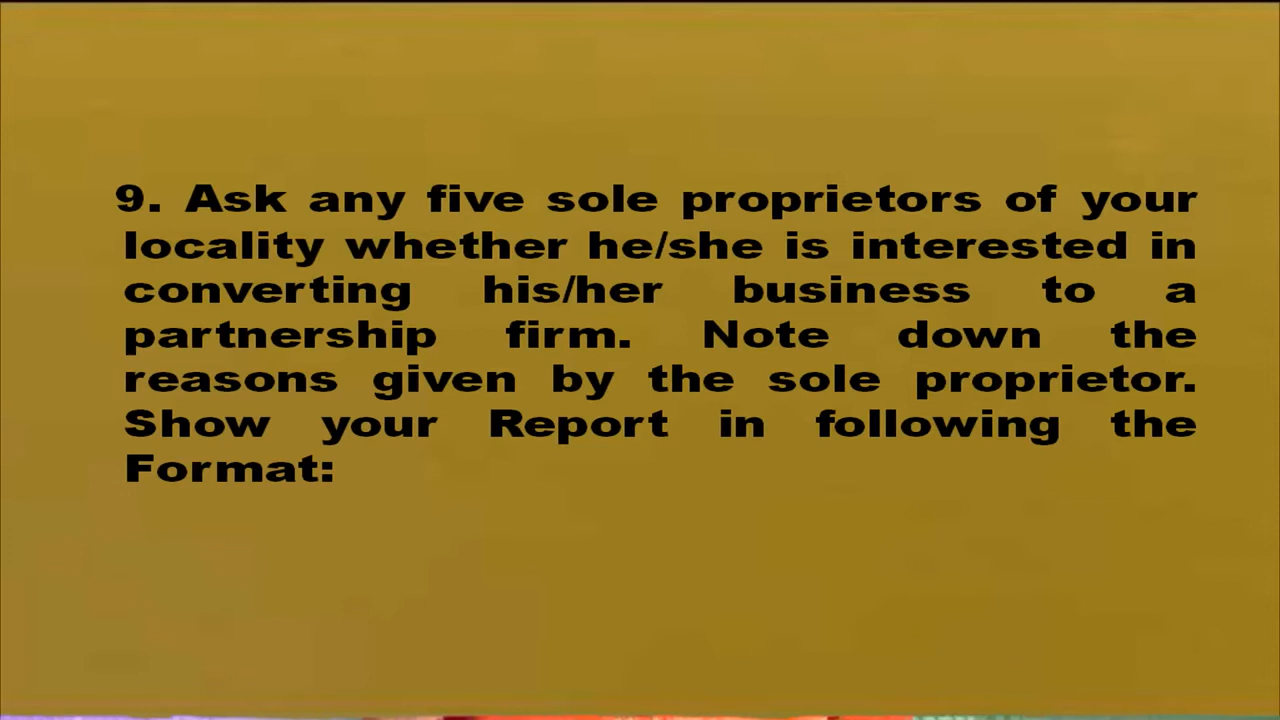 9. Ask any five sole proprietors of your
locality whether he/she is interested in
converting his/her business to a
partnership firm. Note down the
reasons given by the sole proprietor.
Show your Report in following the
Format: